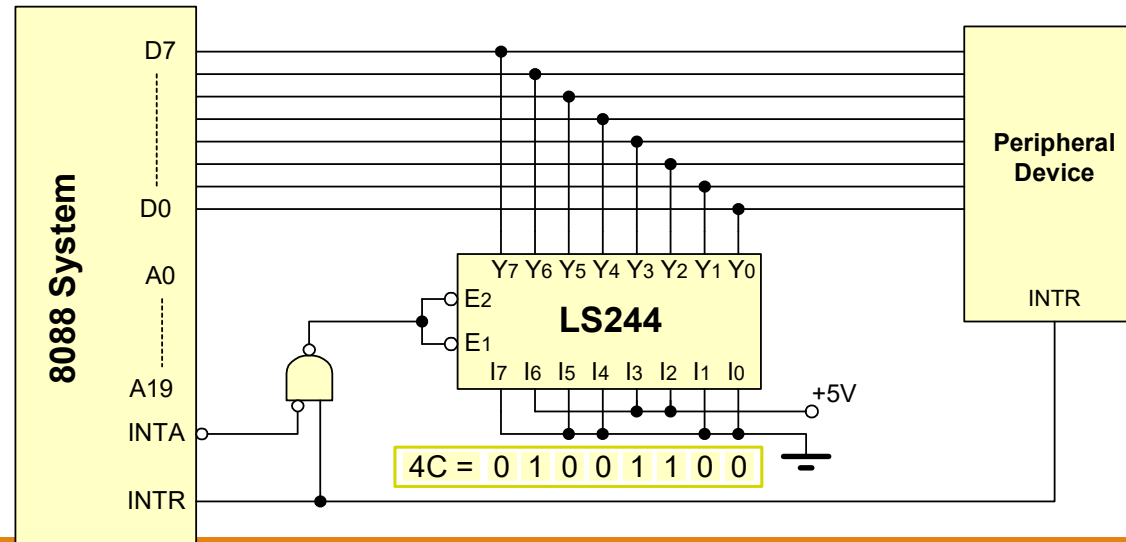 8088 System
D7
D0
A0
A19
INTA
INTR
Peripheral
Device
INTR
Y7 Y6 Y5 Y4 Y3 Y2 Y1 Y0
E2
LS244
E1
I7 I6 I5 I4 I3 I2 I1 I0
+5V
4C = 0 1 0 0 1 1 0 0